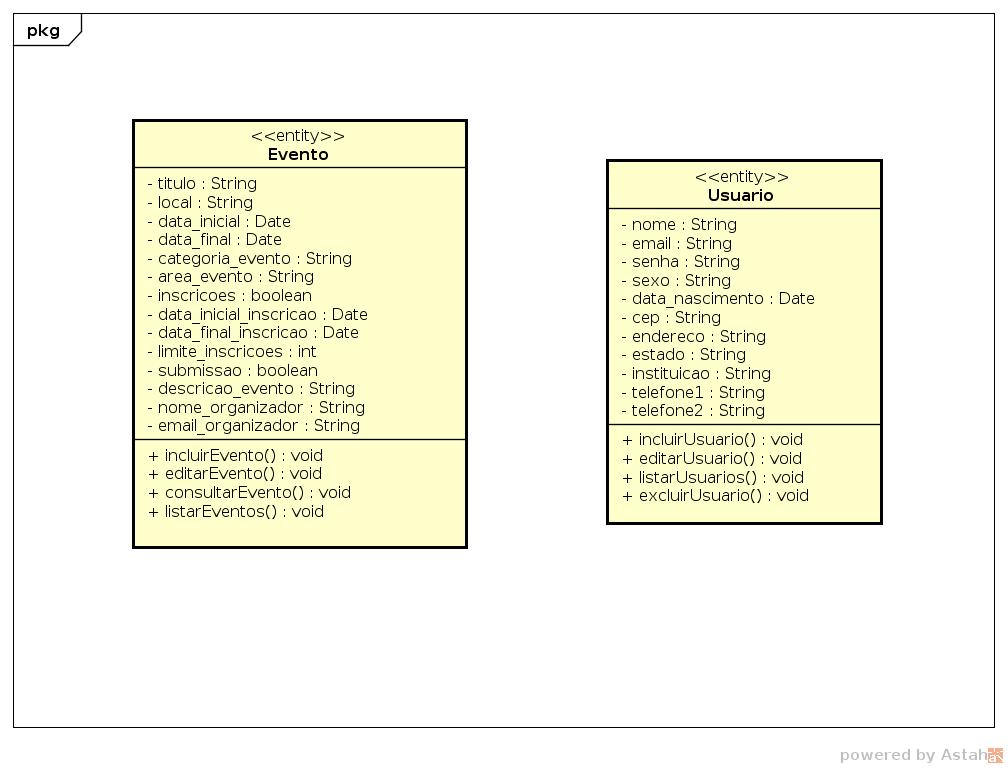 pkg
<<entity>>
Evento
- titulo : String
- local : String
- data_inicial : Date
- data_final : Date
- categoria_evento : String
- area_evento : String
- inscricoes : boolean
- data_inicial_inscricao : Date
- data_final_inscricao : Date
- limite_inscricoes : int
- submissao : boolean
- descricao_evento : String
- nome_organizador : String
- email_organizador : String
+ incluirEvento() : void
+ editarEvento() : void
+ consultarEvento() : void
+ listarEventos() : void
<<entity>>
Usuario
- nome : String
- email : String
- senha : String
- sexo : String
- data_nascimento : Date
- cep : String
- endereco : String
- estado : String
- instituicao : String
- telefone1 : String
- telefone2 : String
+ incluirUsuario() : void
+ editarUsuario() : void
+ listarUsuarios() : void
+ excluirUsuario() : void
powered by Astah